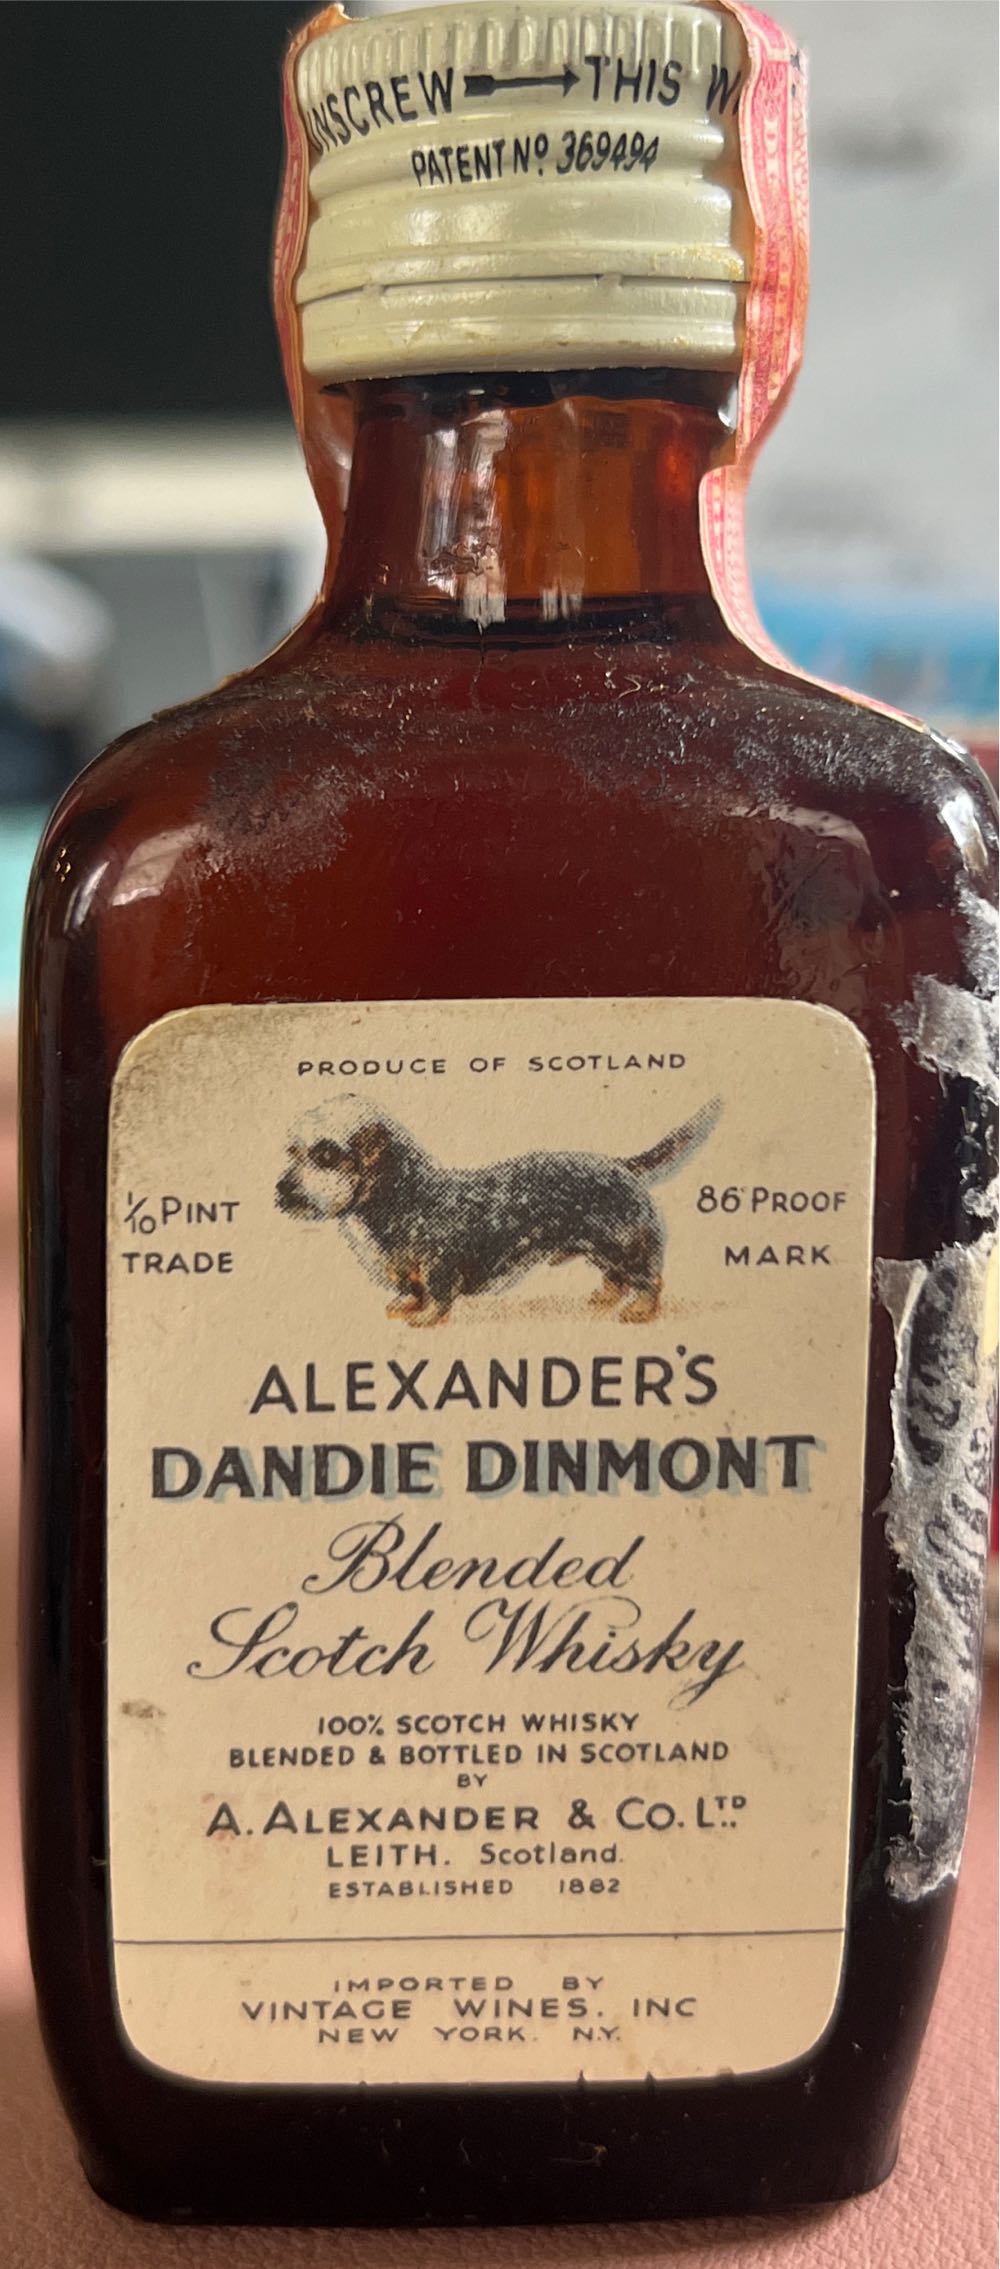 UNSCREW THIS
PATENT Nº 369494
PRODUCE OF SCOTLAND
1/10 PINT
86 PROOF
TRADE
MARK
ALEXANDER'S
DANDIE DINMONT
Blended
Scotch Whisky
100% SCOTCH WHISKY
BLENDED & BOTTLED IN SCOTLAND
BY
A. ALEXANDER & CO. LTD
LEITH. Scotland.
ESTABLISHED 1882
IMPORTED BY
VINTAGE WINES. INC
NEW YORK. N.Y.